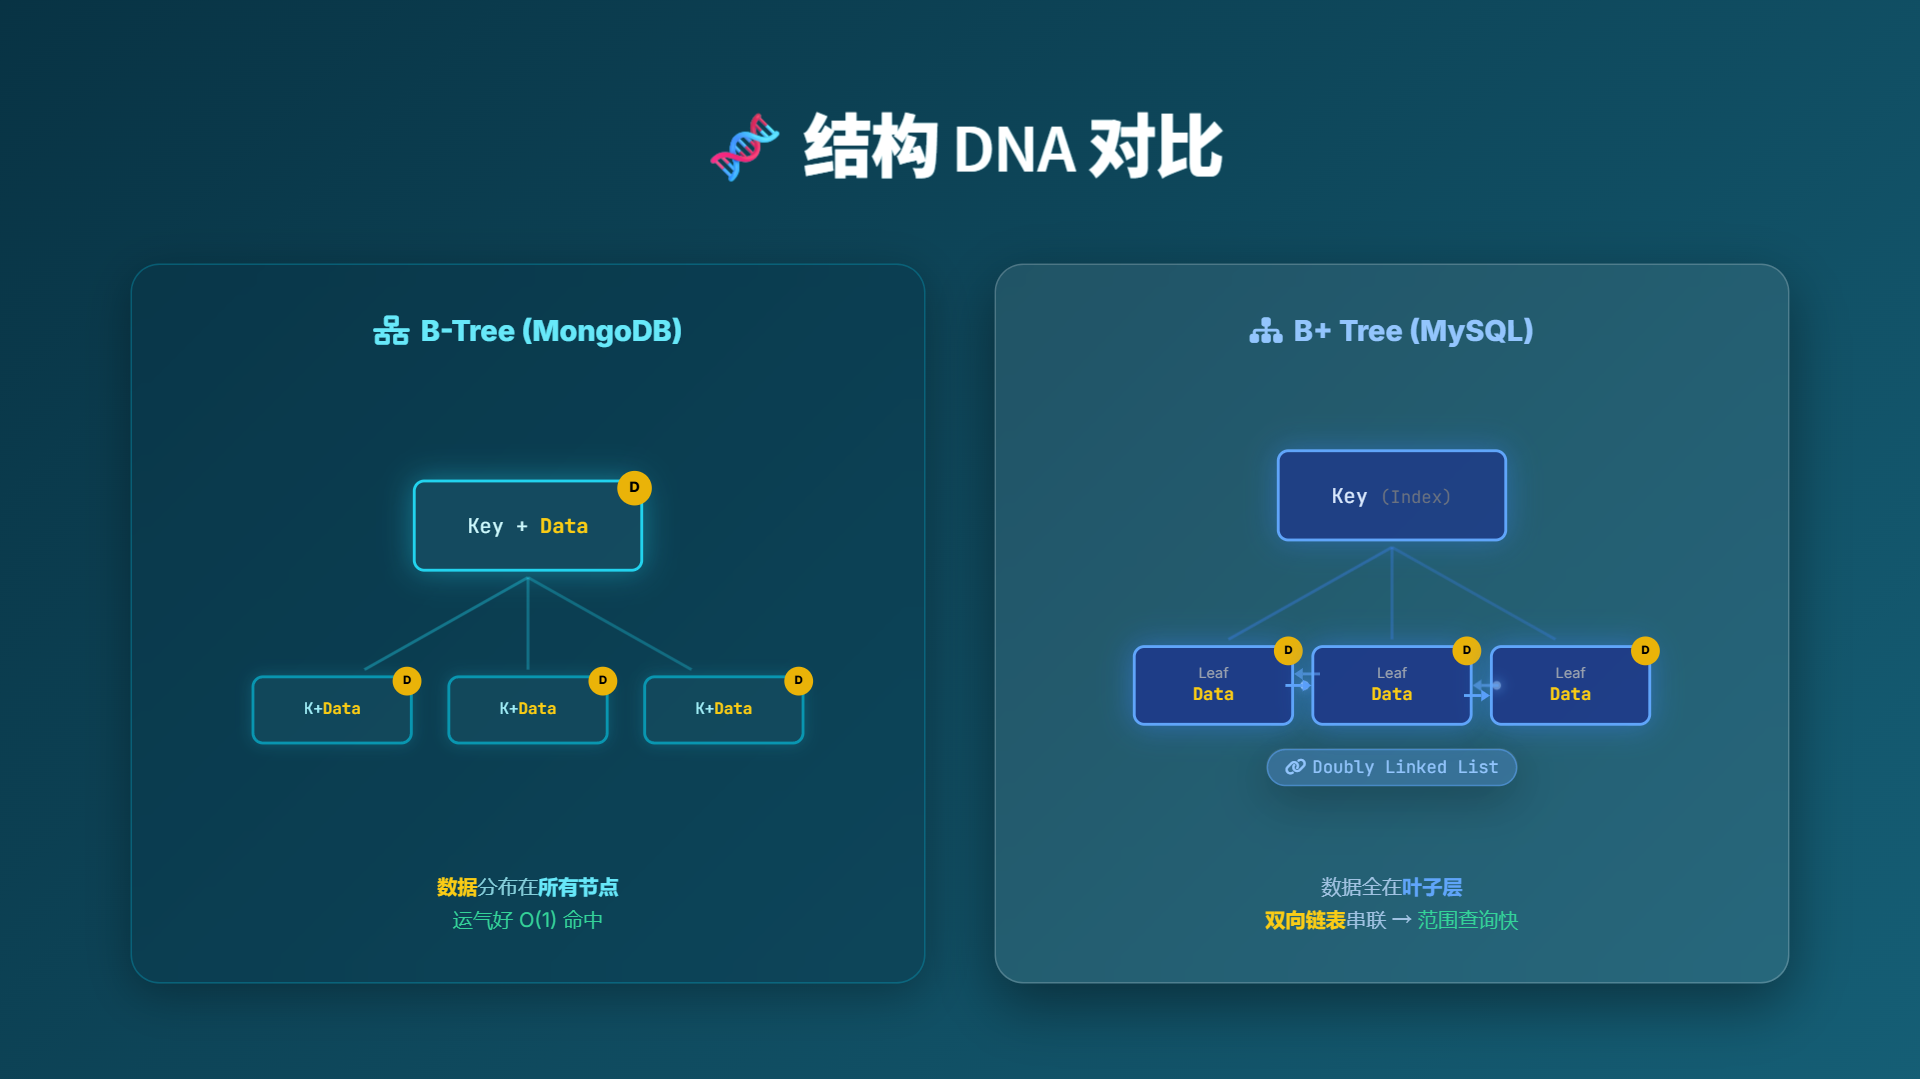 结构 DNA 对比
B-Tree (MongoDB)
Key + Data
D
K+Data
D
K+Data
D
K+Data
D
数据分布在所有节点
运气好 O(1) 命中
B+ Tree (MySQL)
Key (Index)
Leaf
Data
D
Leaf
Data
D
Leaf
Data
D
Doubly Linked List
数据全在叶子层
双向链表串联 → 范围查询快